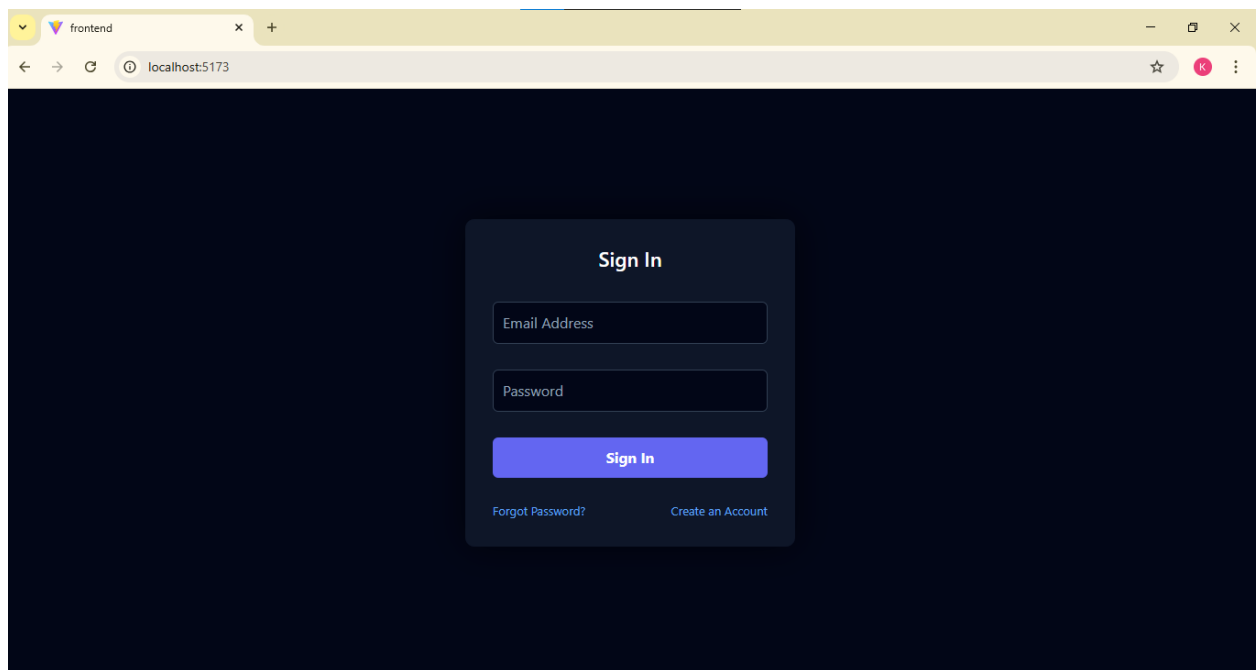 frontend
localhost:5173
K
Sign In
Email Address
Password
Sign In
Forgot Password? Create an Account